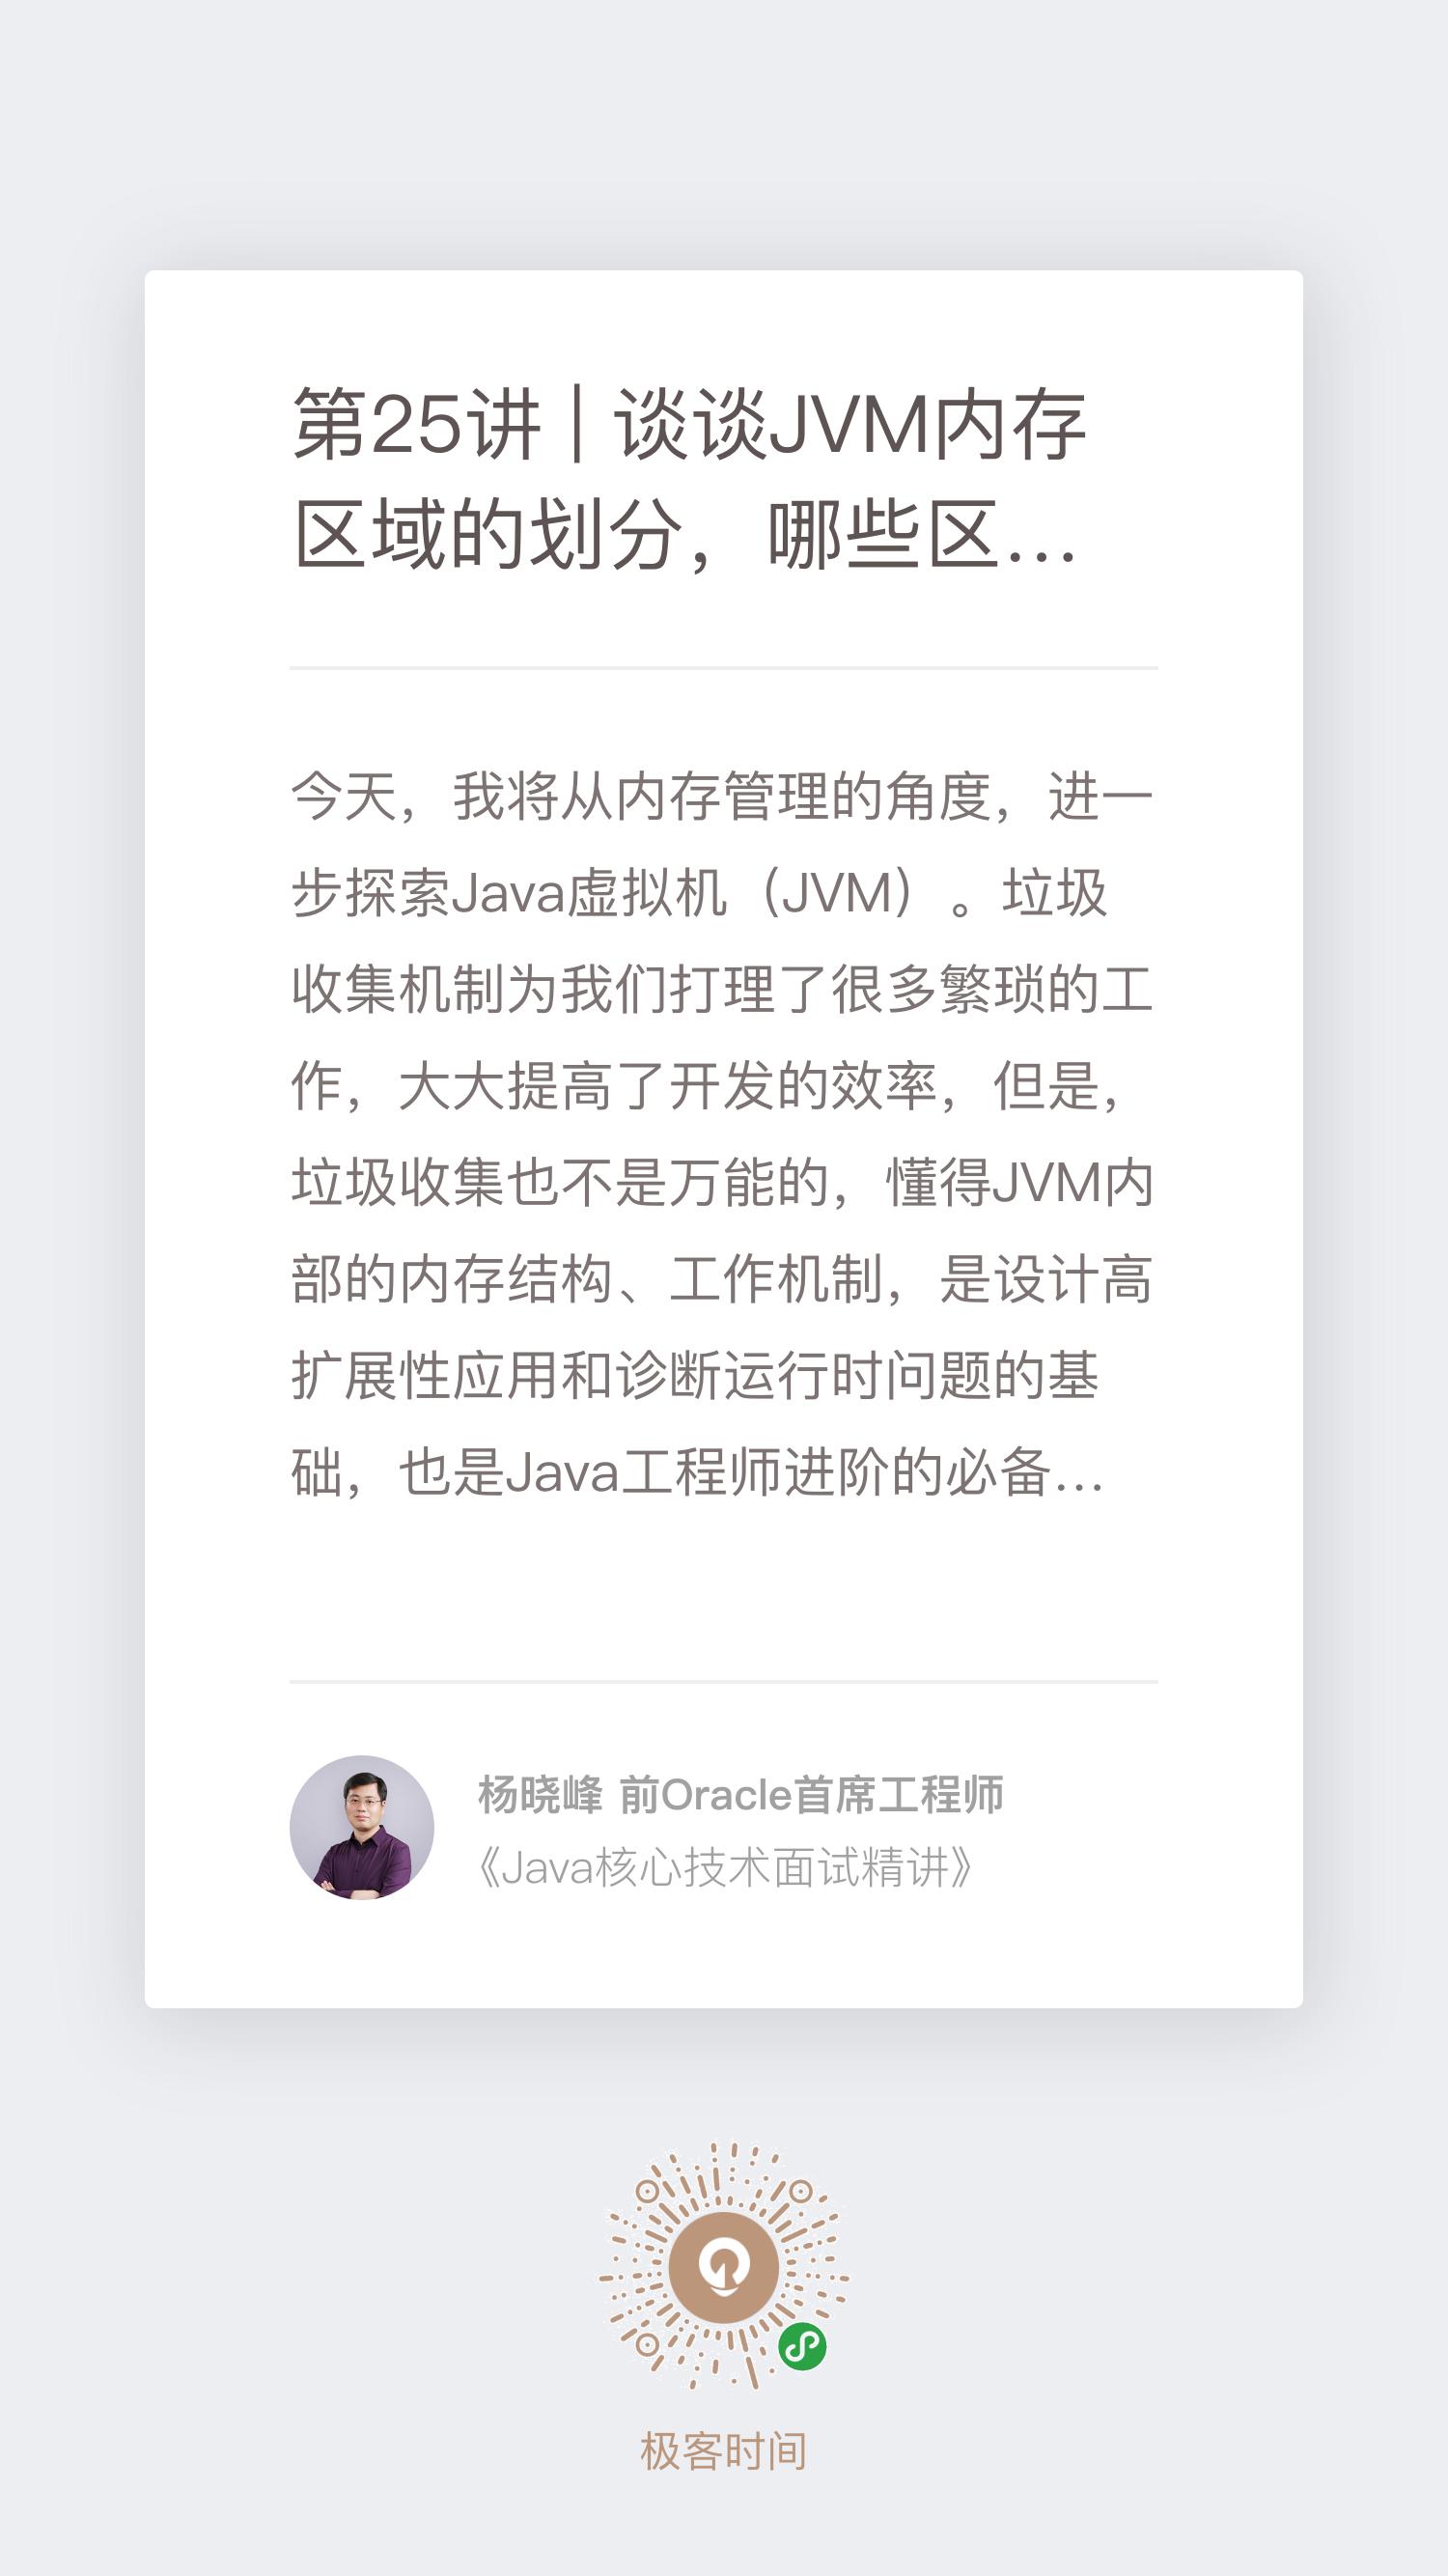 第25讲 | 谈谈JVM内存
区域的划分，哪些区...
今天，我将从内存管理的角度，进一
步探索Java虚拟机（JVM）。垃圾
收集机制为我们打理了很多繁琐的工
作，大大提高了开发的效率，但是，
垃圾收集也不是万能的，懂得JVM内
部的内存结构、工作机制，是设计高
扩展性应用和诊断运行时问题的基
础，也是Java工程师进阶的必备...
杨晓峰 前Oracle首席工程师
《Java核心技术面试精讲》
极客时间